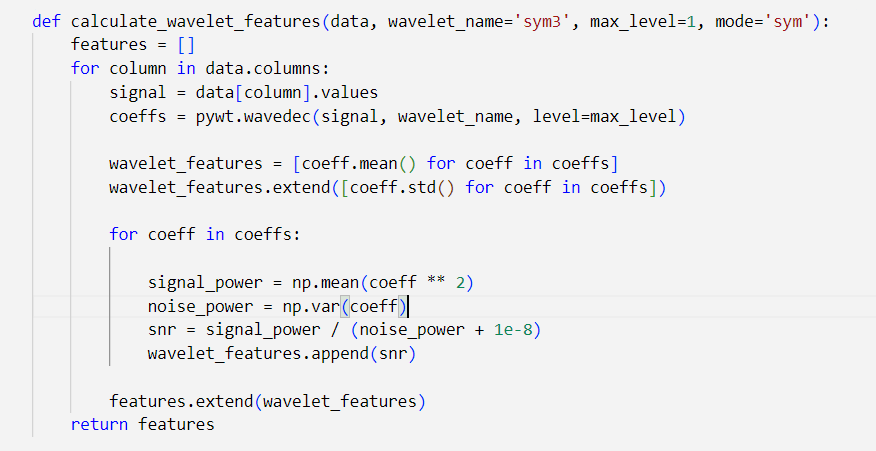 def calculate_wavelet_features(data, wavelet_name='sym3', max_level=1, mode='sym'):
    features = []
    for column in data.columns:
        signal = data[column].values
        coeffs = pywt.wavedec(signal, wavelet_name, level=max_level)
        wavelet_features = [coeff.mean() for coeff in coeffs]
        wavelet_features.extend([coeff.std() for coeff in coeffs])
        for coeff in coeffs:
            signal_power = np.mean(coeff ** 2)
            noise_power = np.var(coeff)
            snr = signal_power / (noise_power + 1e-8)
            wavelet_features.append(snr)
        features.extend(wavelet_features)
    return features